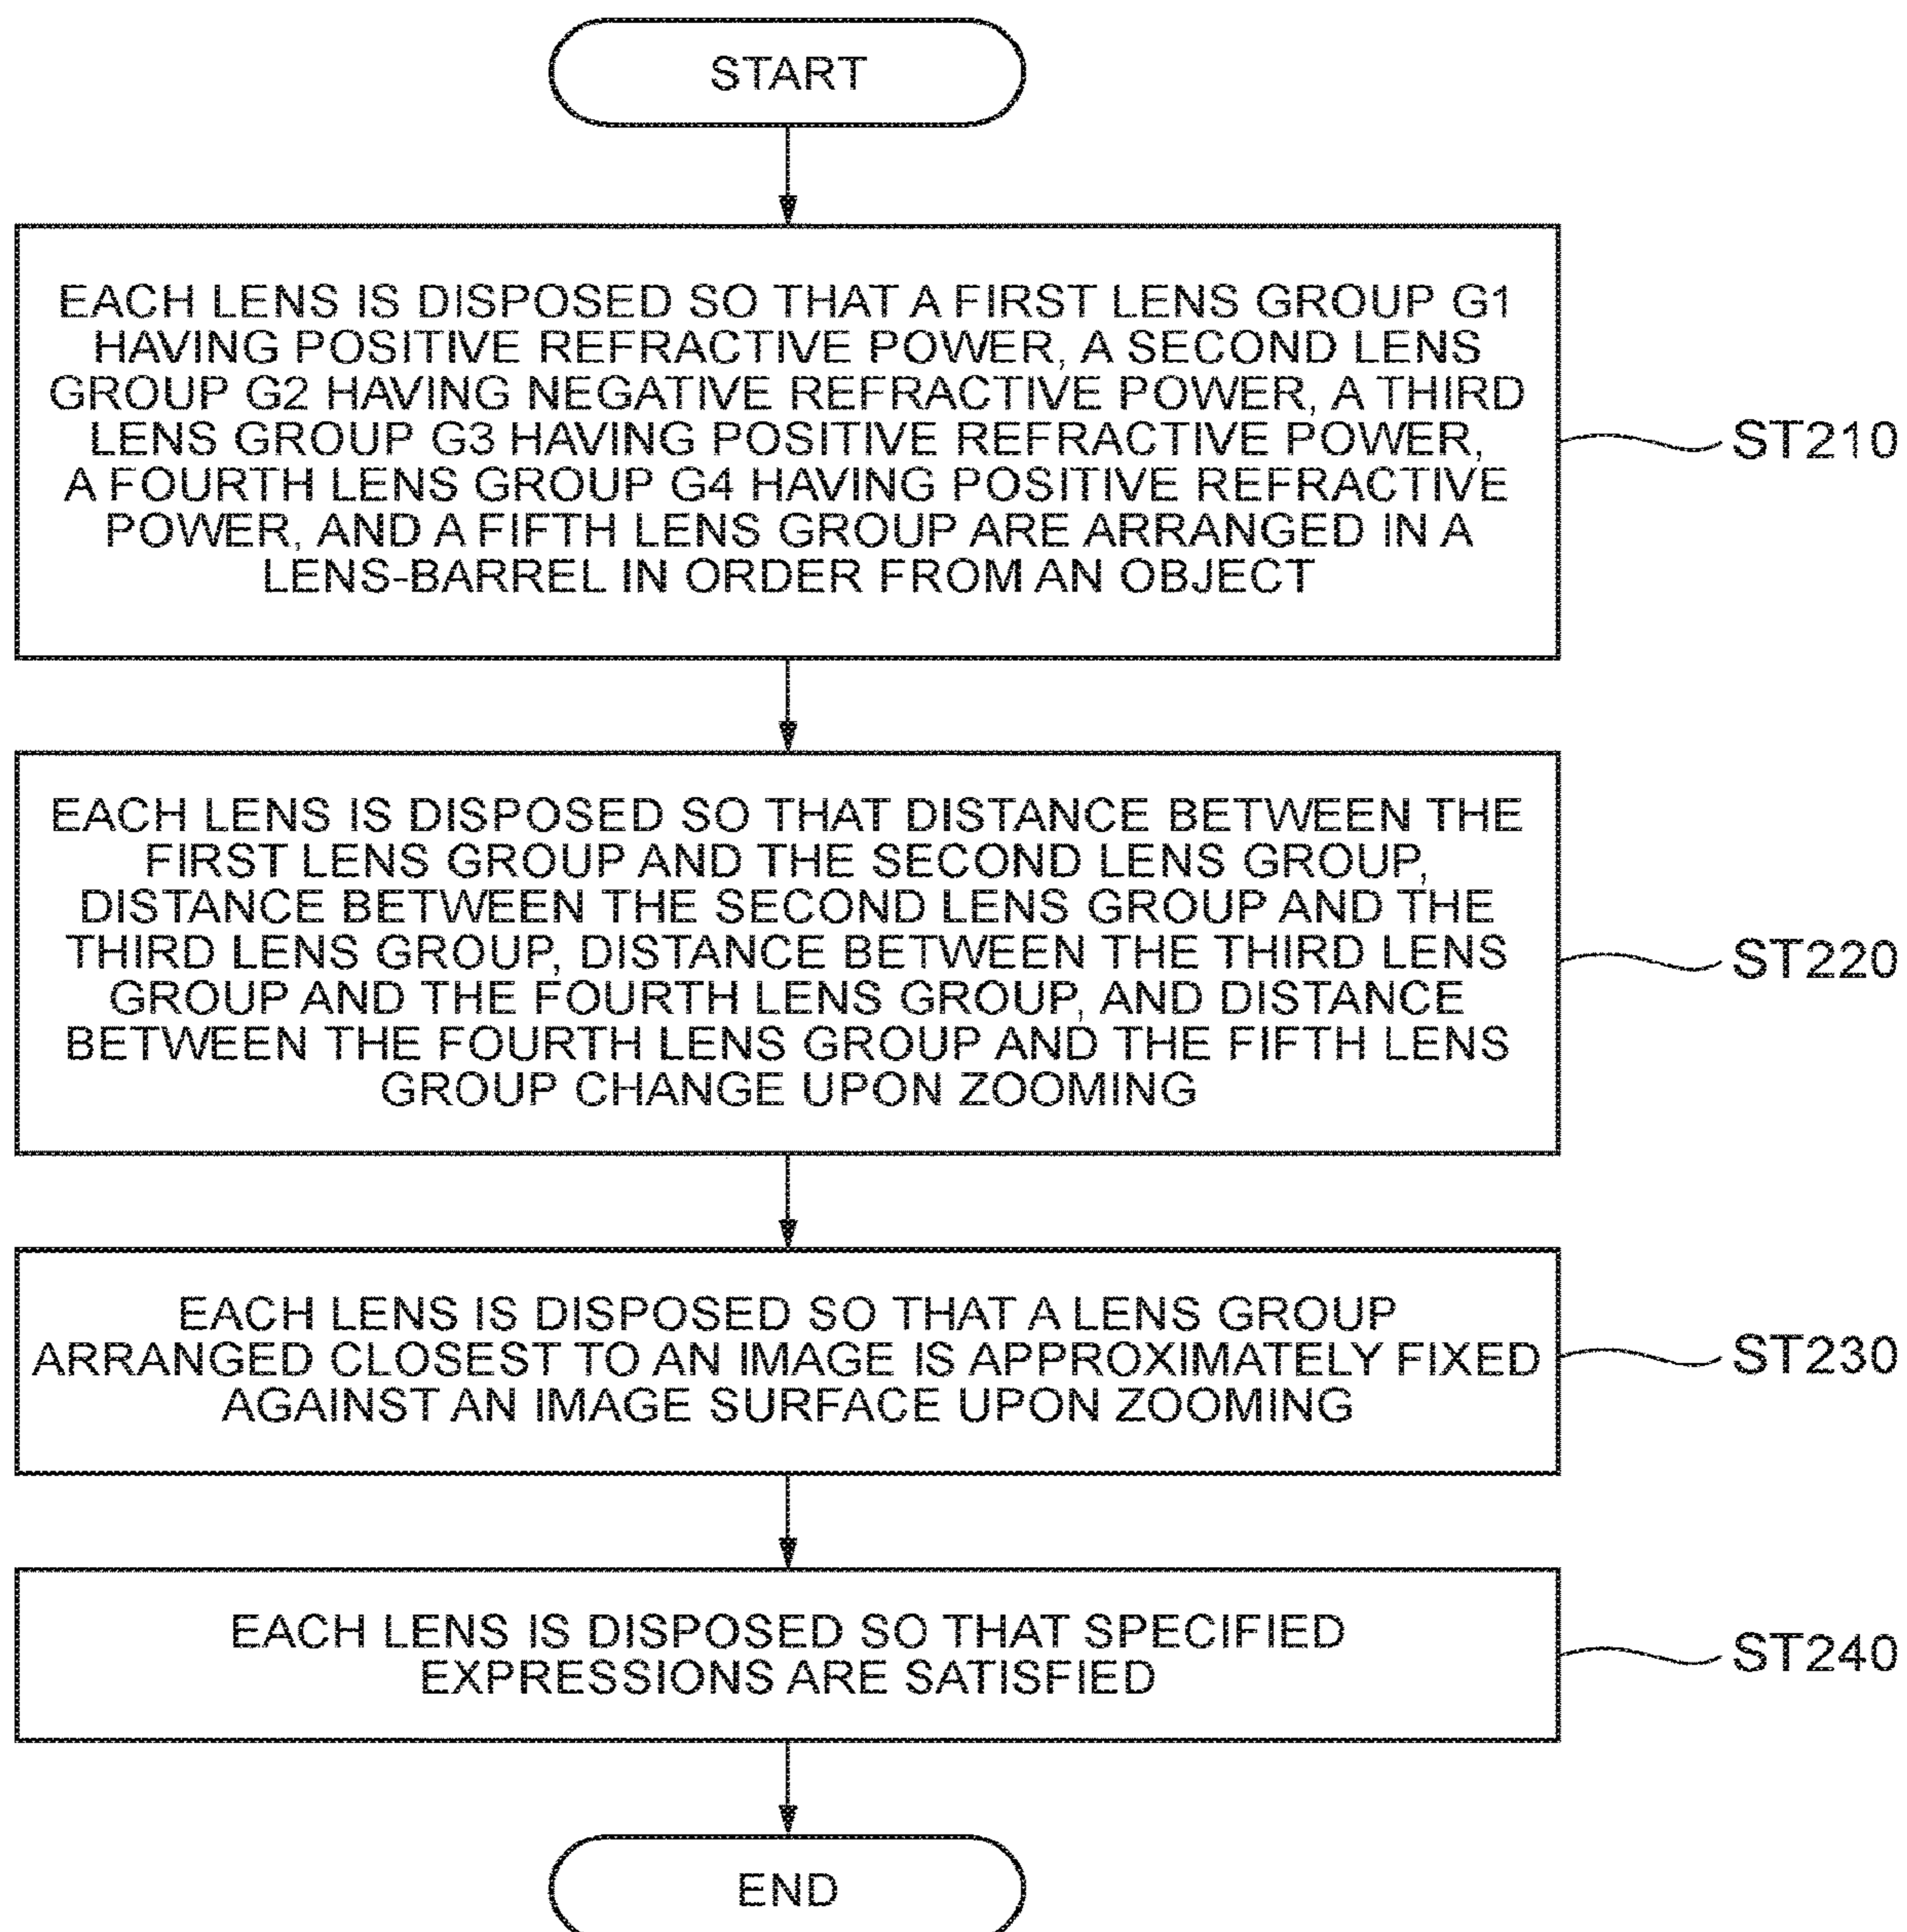 START
EACH LENS IS DISPOSED SO THAT A FIRST LENS GROUP G1
HAVING POSITIVE REFRACTIVE POWER, A SECOND LENS
GROUP G2 HAVING NEGATIVE REFRACTIVE POWER, A THIRD
LENS GROUP G3 HAVING POSITIVE REFRACTIVE POWER,
A FOURTH LENS GROUP G4 HAVING POSITIVE REFRACTIVE
POWER, AND A FIFTH LENS GROUP ARE ARRANGED IN A
LENS-BARREL IN ORDER FROM AN OBJECT
ST210
EACH LENS IS DISPOSED SO THAT DISTANCE BETWEEN THE
FIRST LENS GROUP AND THE SECOND LENS GROUP,
DISTANCE BETWEEN THE SECOND LENS GROUP AND THE
THIRD LENS GROUP, DISTANCE BETWEEN THE THIRD LENS
GROUP AND THE FOURTH LENS GROUP, AND DISTANCE
BETWEEN THE FOURTH LENS GROUP AND THE FIFTH LENS
GROUP CHANGE UPON ZOOMING
ST220
EACH LENS IS DISPOSED SO THAT A LENS GROUP
ARRANGED CLOSEST TO AN IMAGE IS APPROXIMATELY FIXED
AGAINST AN IMAGE SURFACE UPON ZOOMING
ST230
EACH LENS IS DISPOSED SO THAT SPECIFIED
EXPRESSIONS ARE SATISFIED
ST240
END